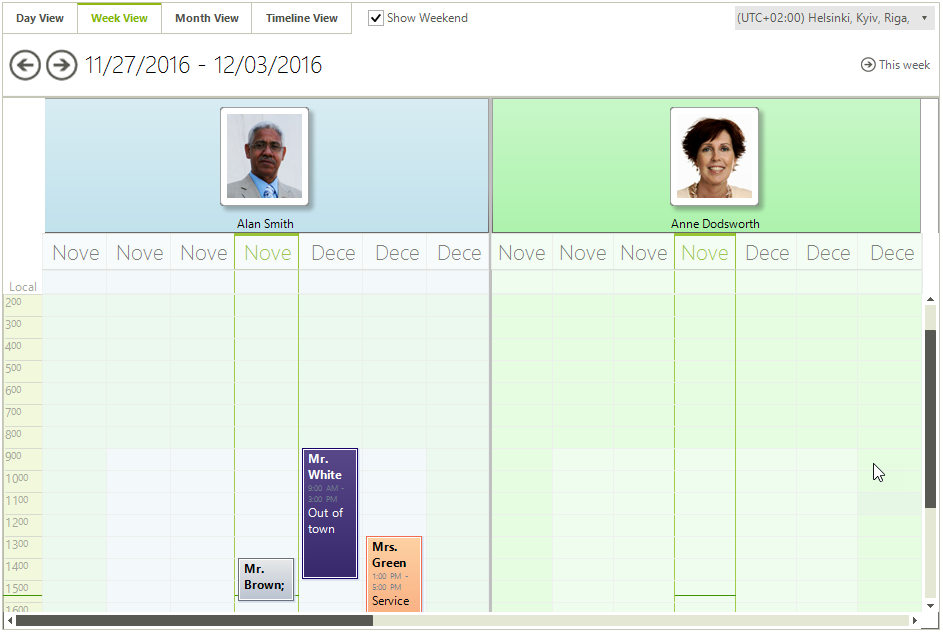 Day View Week View Month View Timeline View Show Weekend (UTC+02:00) Helsinki, Kyiv, Riga,
11/27/2016 - 12/03/2016 This week
Alan Smith Anne Dodsworth
Nove Nove Nove Nove Dece Dece Dece Nove Nove Nove Nove Dece Dece Dece
Local
200
300
400
500
600
700
800
900
1000
1100
1200
1300
1400
1500
1600
Mr.
Brown;
Mr.
White
9:00 AM -
3:00 PM
Out of
town
Mrs.
Green
1:00 PM -
5:00 PM
Service